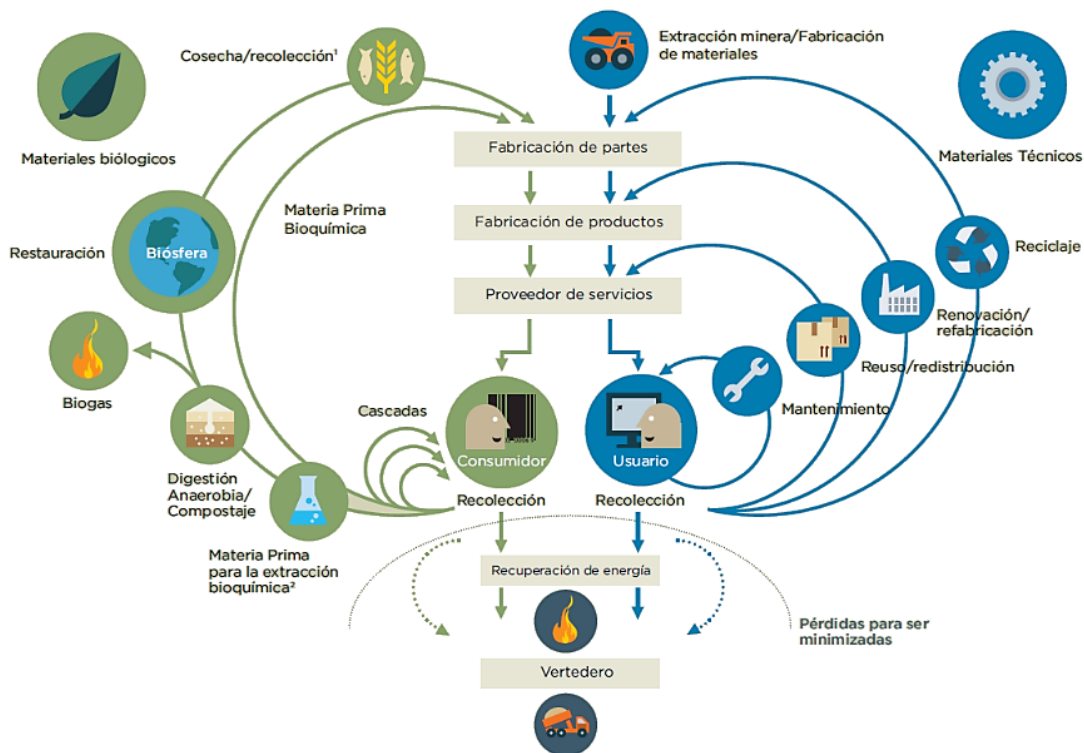 Cosecha/recolección¹
Extracción minera/Fabricación
de materiales
Materiales biólogicos
Materiales Técnicos
Fabricación de partes
Materia Prima
Bioquímica
Fabricación de productos
Restauración
Biósfera
Reciclaje
Proveedor de servicios
Renovación/
refabricación
Reuso/redistribución
Biogas
Mantenimiento
Cascadas
Consumidor
Usuario
Digestión
Anaerobia/
Compostaje
Recolección
Recolección
Materia Prima
para la extracción
bioquímica²
Recuperación de energía
Pérdidas para ser
minimizadas
Vertedero